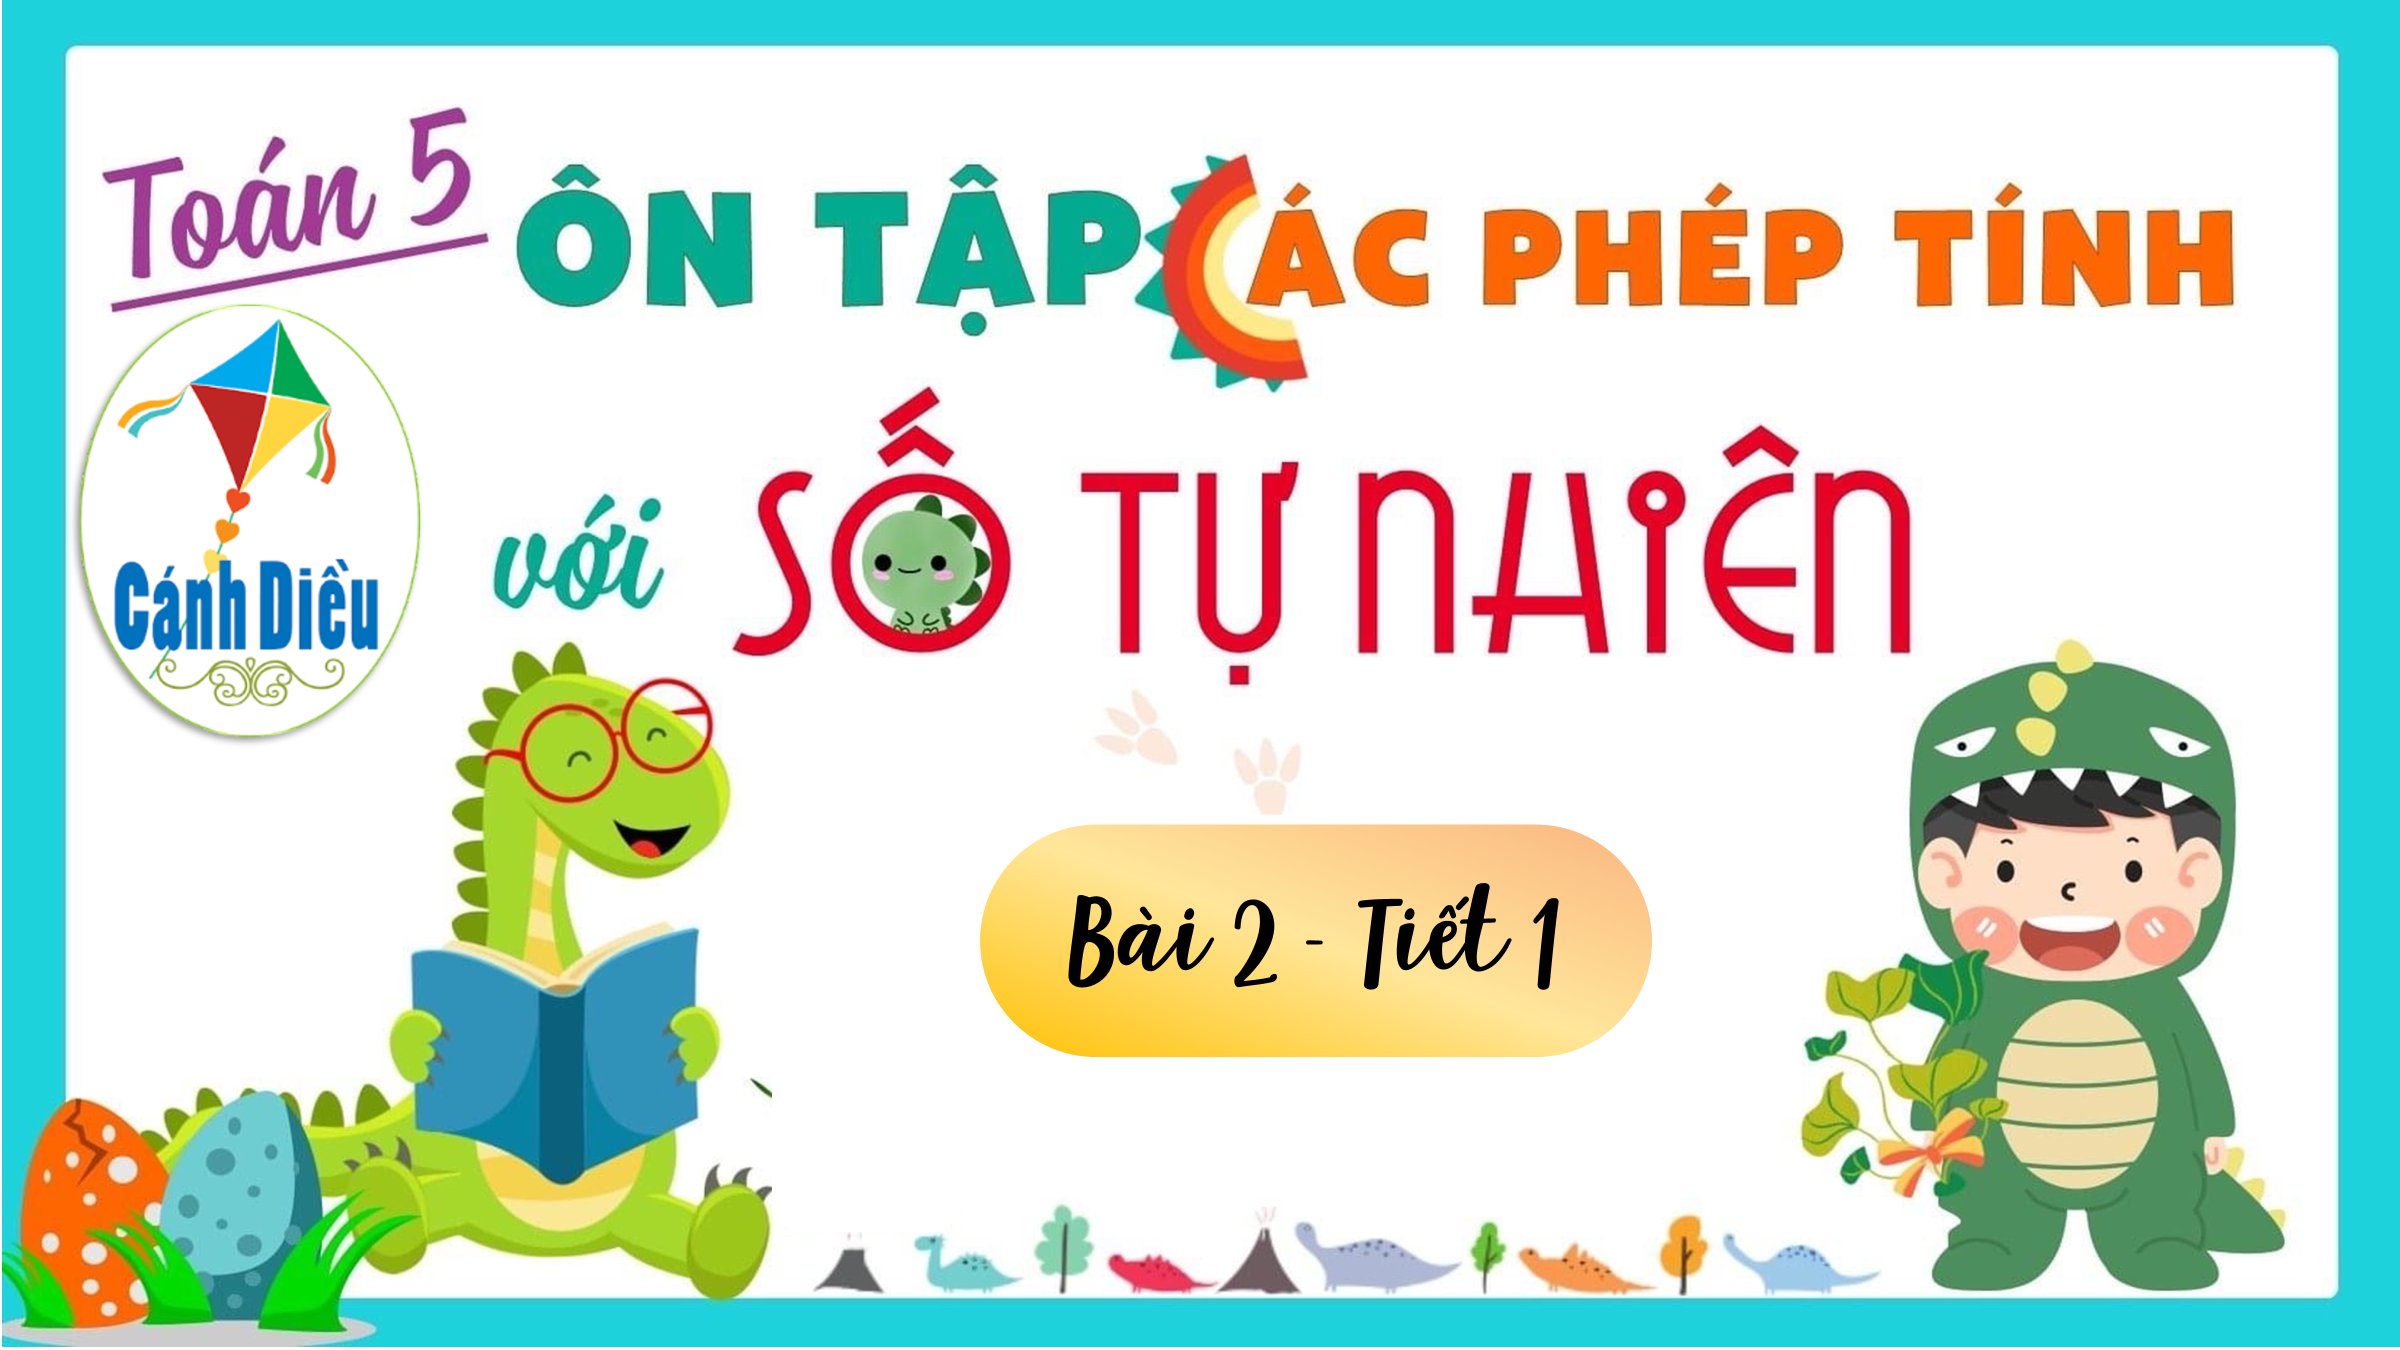 Toán 5
ÔN TẬP CÁC PHÉP TÍNH
với SỐ TỰ NHIÊN
Cánh Diều
Bài 2 - Tiết 1